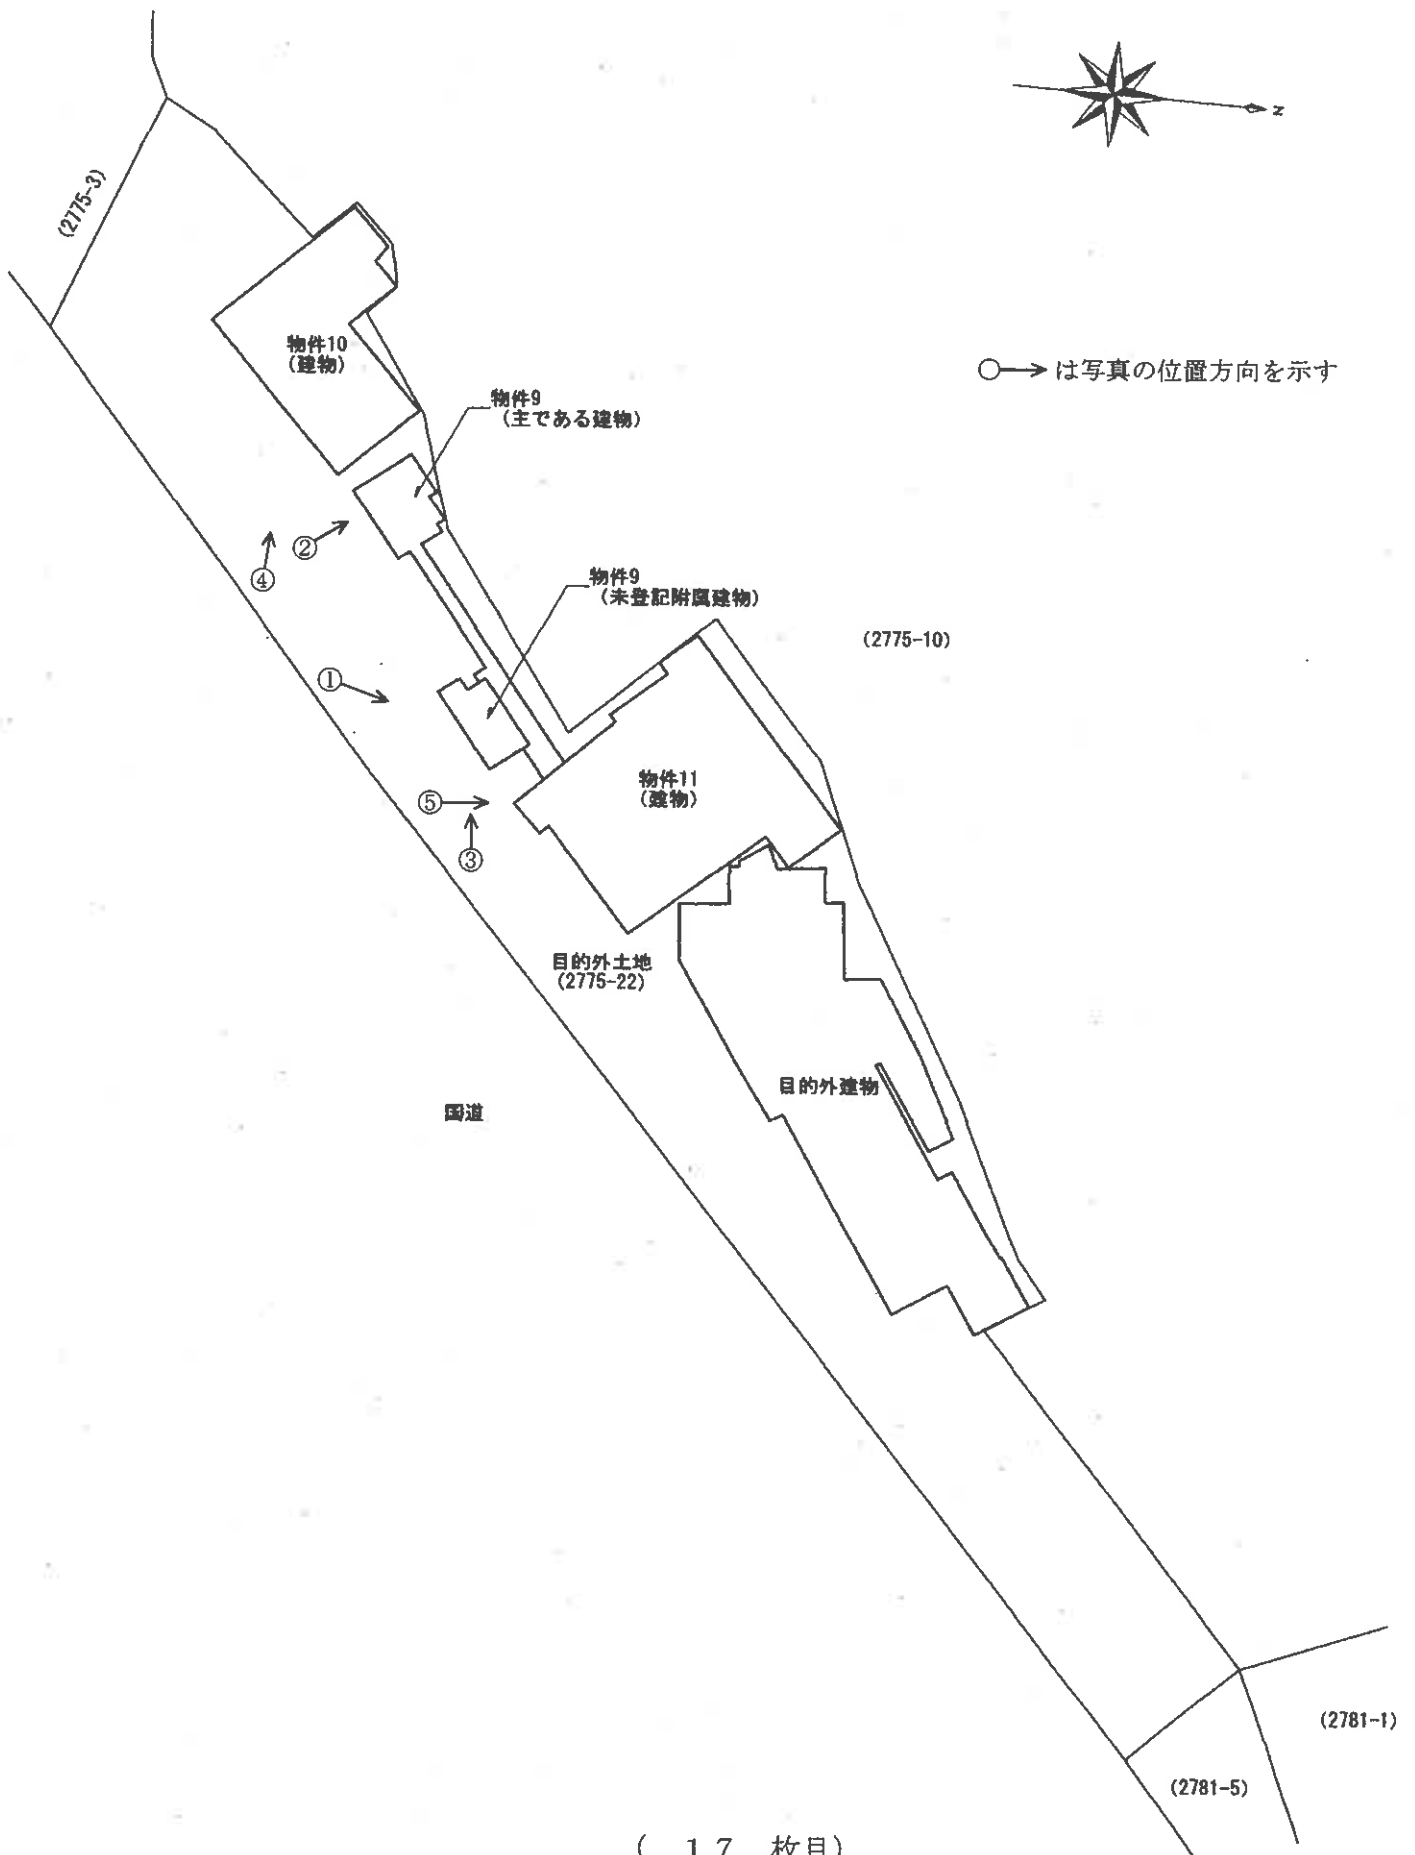 N
(2775-3)
物件10
(建物)
○→ は写真の位置方向を示す
物件9
(主である建物)
②
④
物件9
(未登記附属建物)
(2775-10)
①
物件11
(建物)
⑤
③
目的外土地
(2775-22)
目的外建物
国道
(2781-1)
(2781-5)
( 17 枚目)